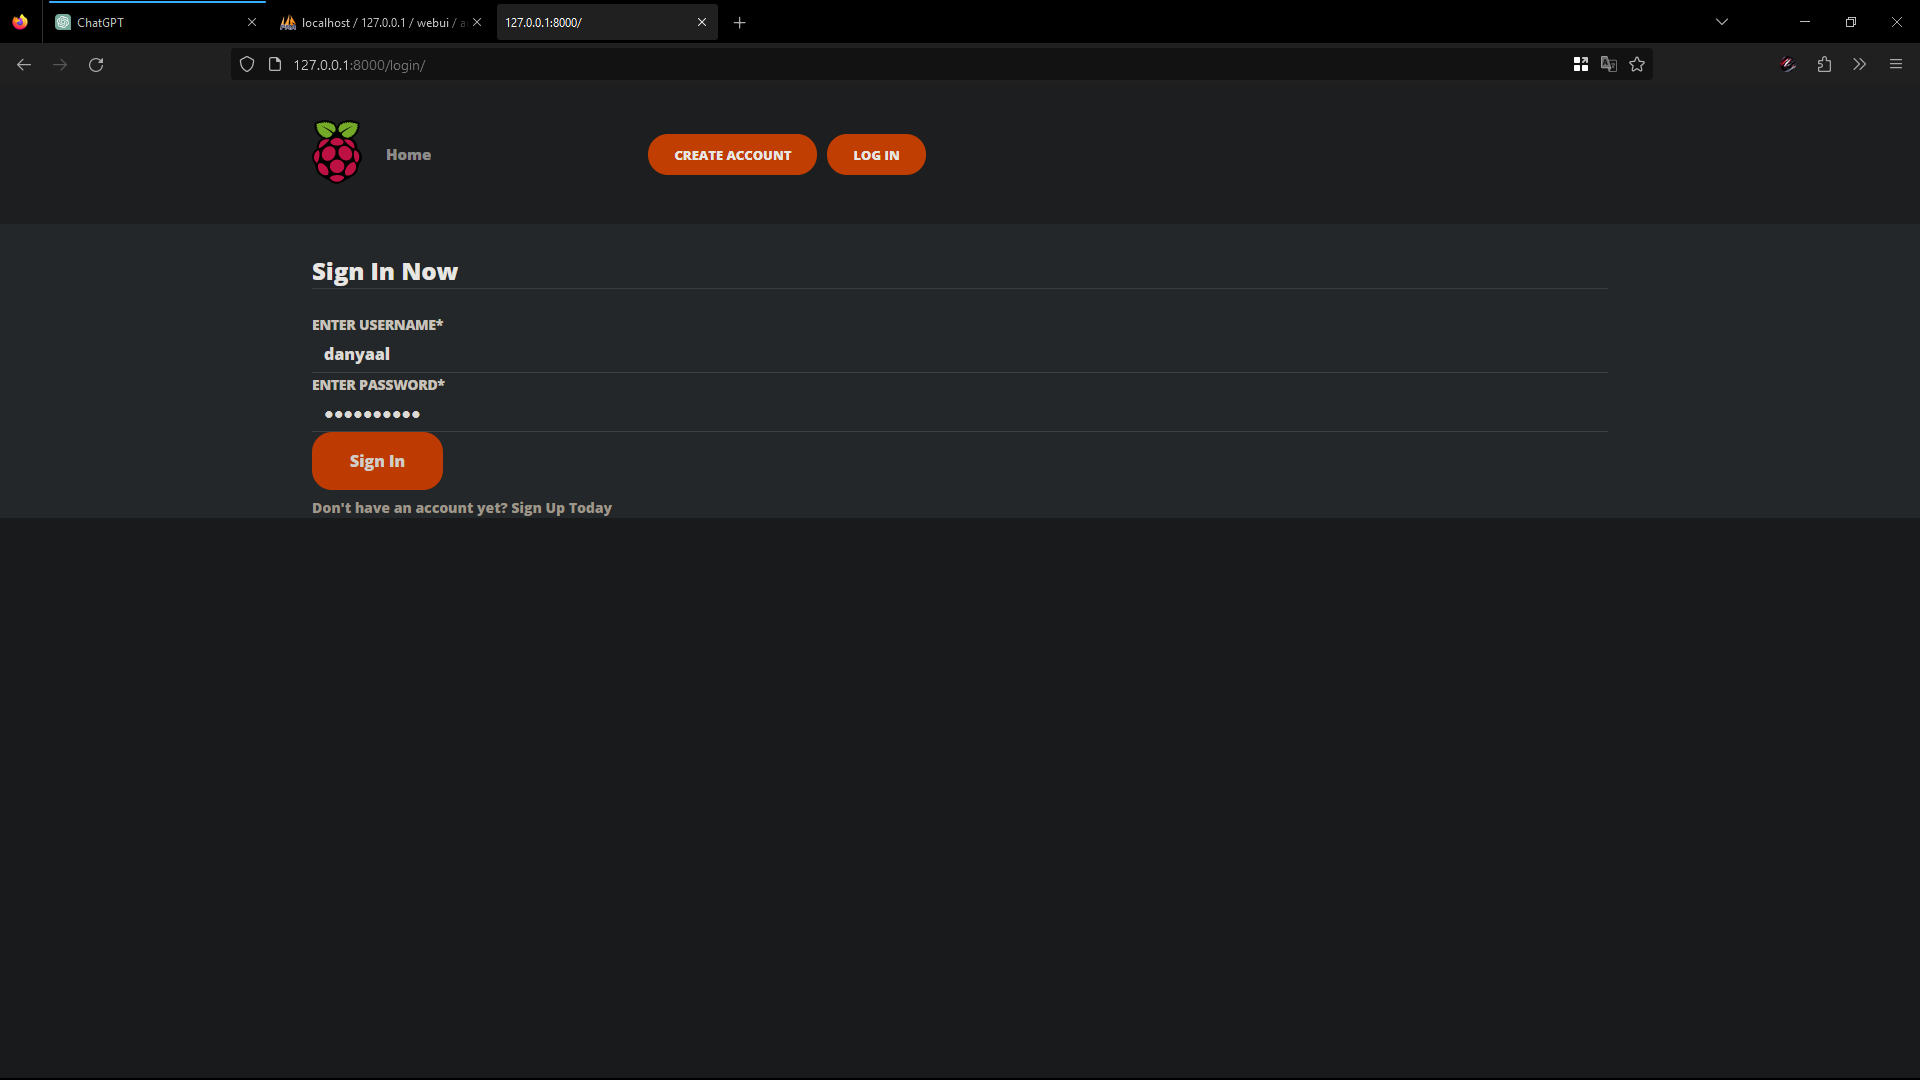 ChatGPT
localhost / 127.0.0.1 / webui /
127.0.0.1:8000/
127.0.0.1:8000/login/
Home
CREATE ACCOUNT
LOG IN
Sign In Now
ENTER USERNAME*
danyaal
ENTER PASSWORD*
••••••••••
Sign In
Don't have an account yet? Sign Up Today